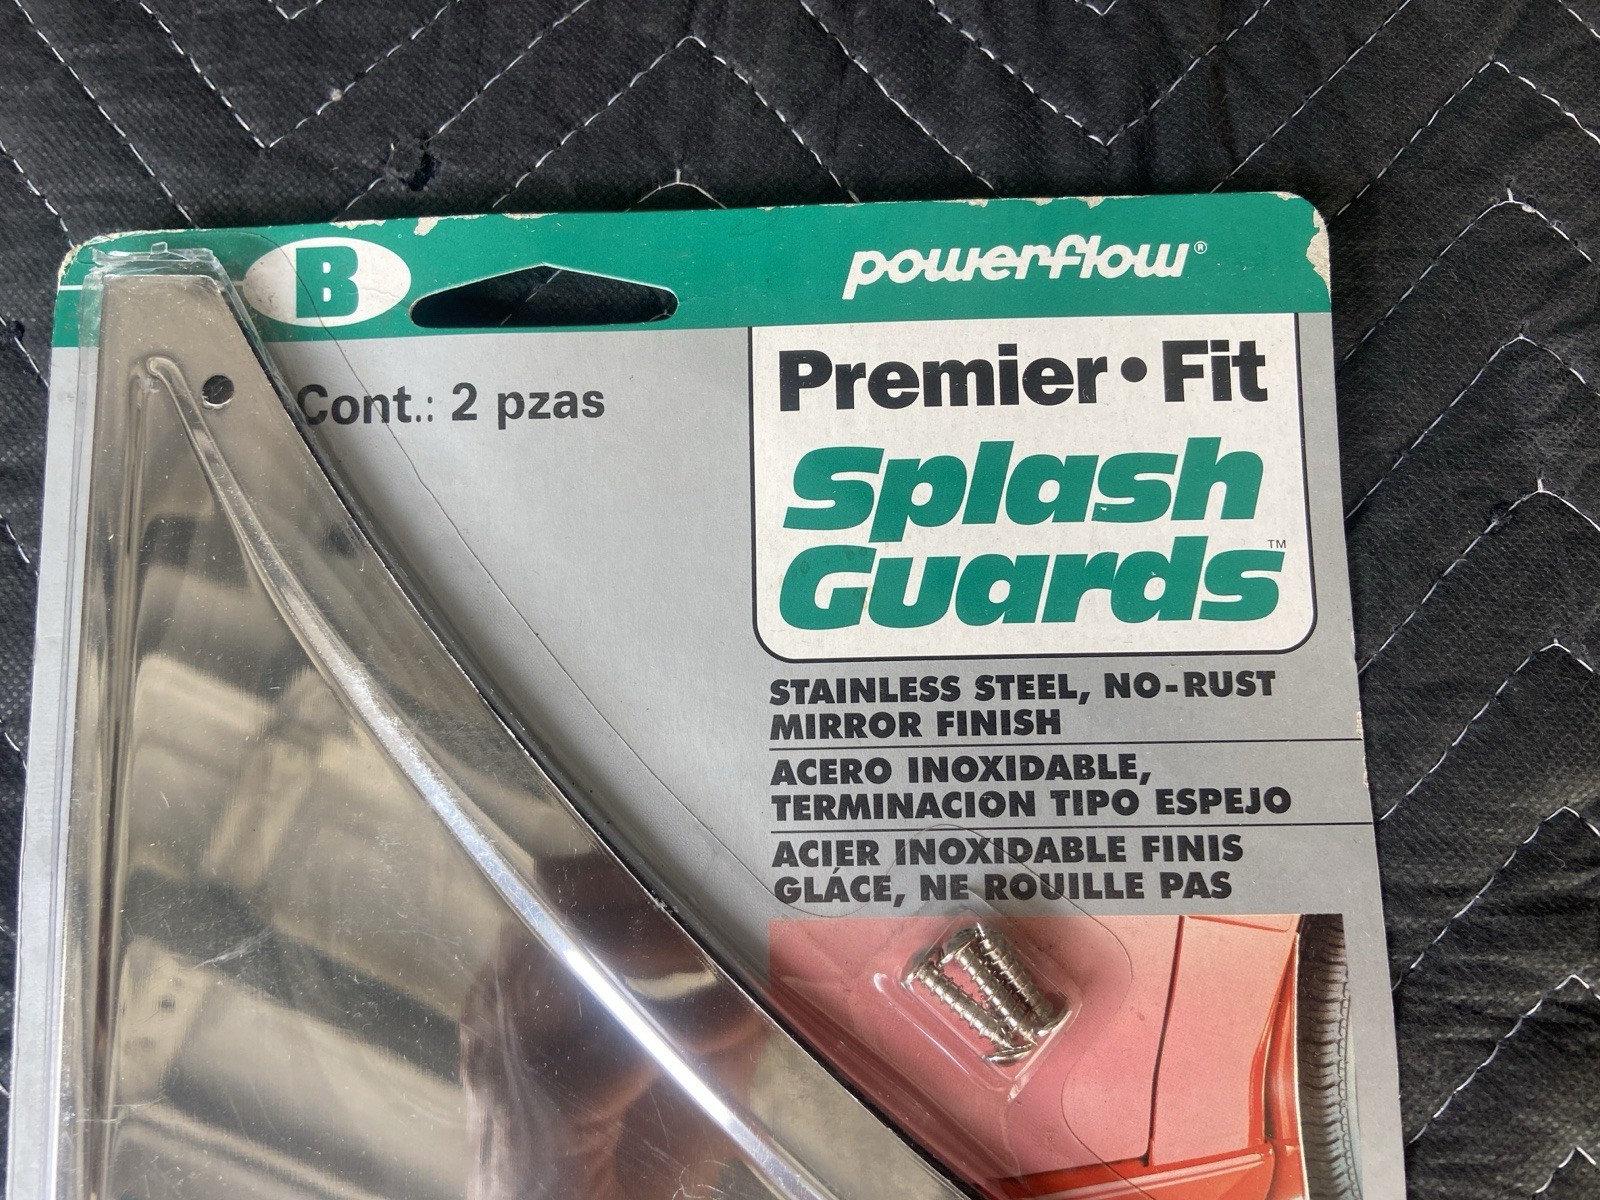 B
powerflow®
Cont.: 2 pzas
Premier•Fit
Splash
Guards™
STAINLESS STEEL, NO-RUST
MIRROR FINISH
ACERO INOXIDABLE,
TERMINACION TIPO ESPEJO
ACIER INOXIDABLE FINIS
GLÁCE, NE ROUILLE PAS